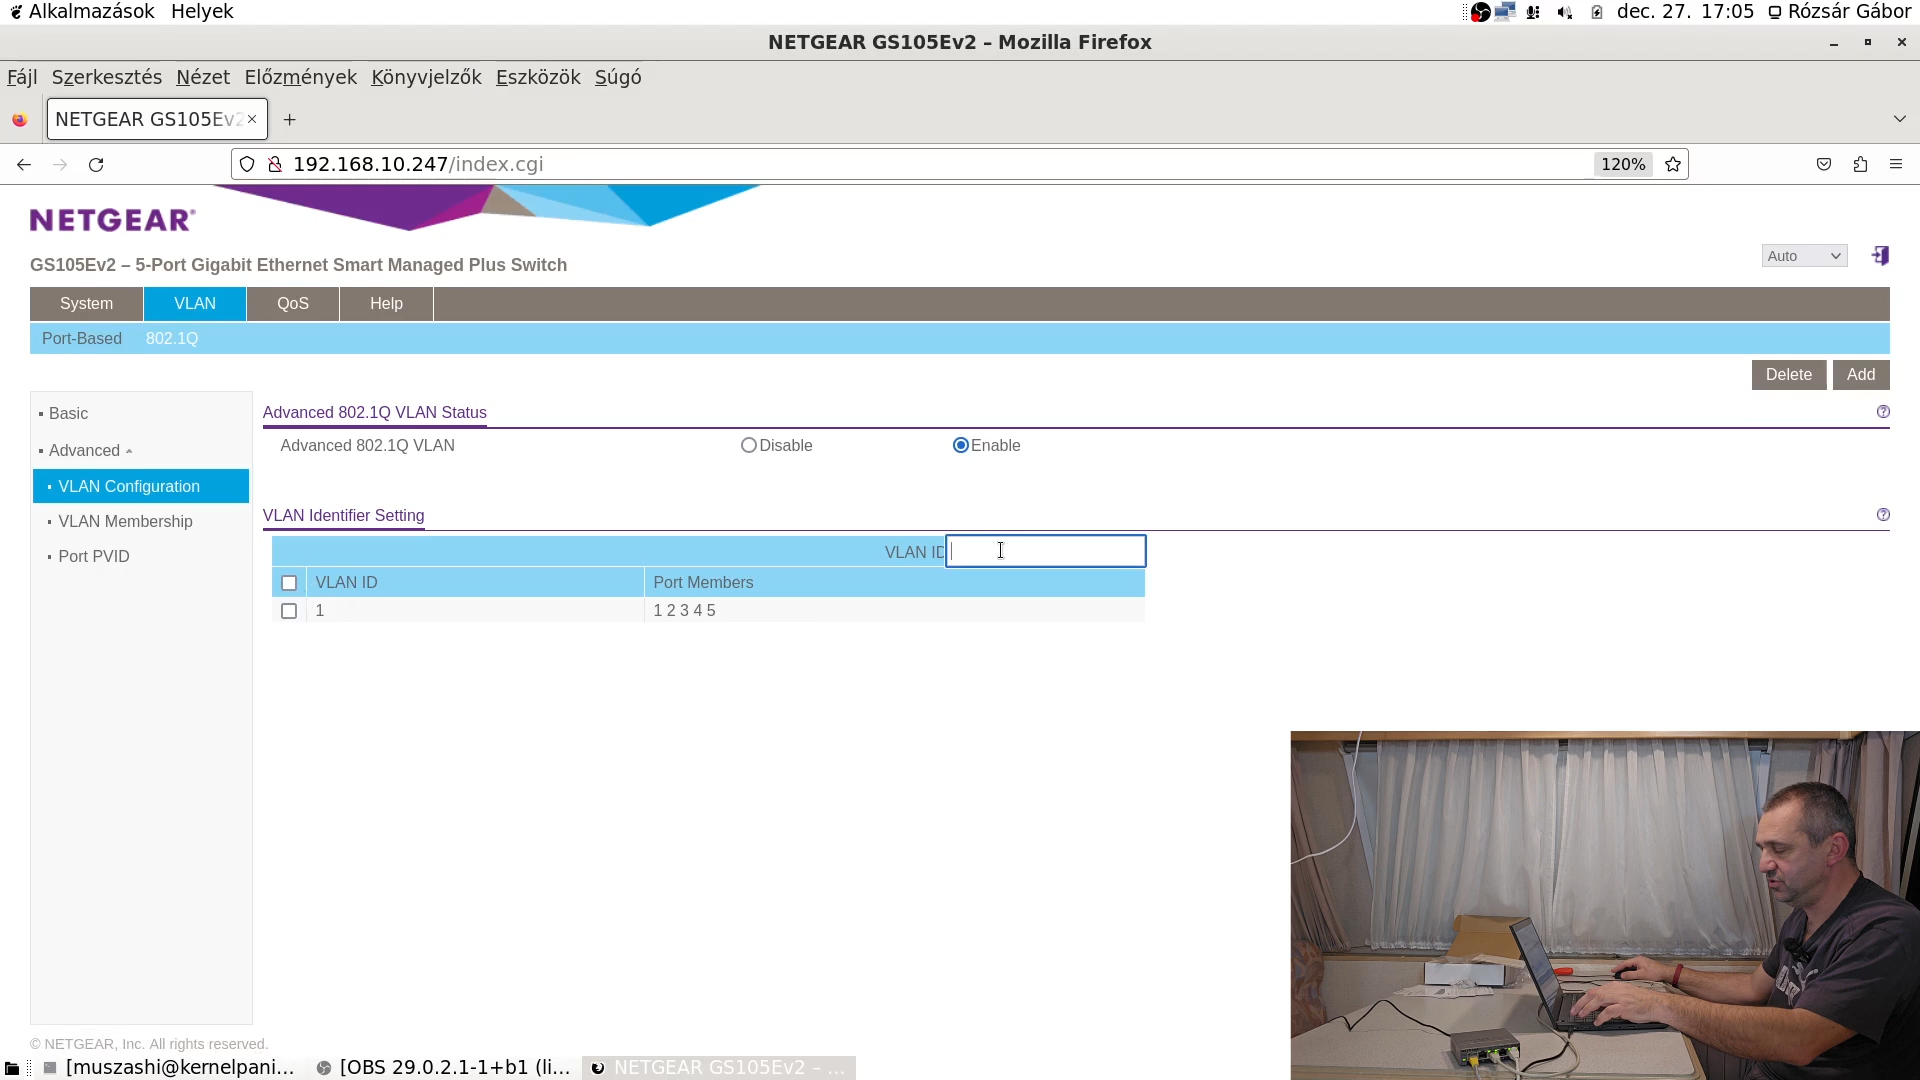 Alkalmazások Helyek dec. 27. 17:05 Rózsár Gábor
NETGEAR GS105Ev2 – Mozilla Firefox
Fájl Szerkesztés Nézet Előzmények Könyvjelzők Eszközök Súgó
NETGEAR GS105Ev2
192.168.10.247/index.cgi 120%
NETGEAR®
GS105Ev2 – 5-Port Gigabit Ethernet Smart Managed Plus Switch Auto
System VLAN QoS Help
Port-Based 802.1Q
Delete Add
Basic
Advanced
VLAN Configuration
VLAN Membership
Port PVID
Advanced 802.1Q VLAN Status
Advanced 802.1Q VLAN Disable Enable
VLAN Identifier Setting
VLAN ID
VLAN ID Port Members
1 1 2 3 4 5
© NETGEAR, Inc. All rights reserved.
[muszashi@kernelpani... [OBS 29.0.2.1-1+b1 (li... NETGEAR GS105Ev2 – ...